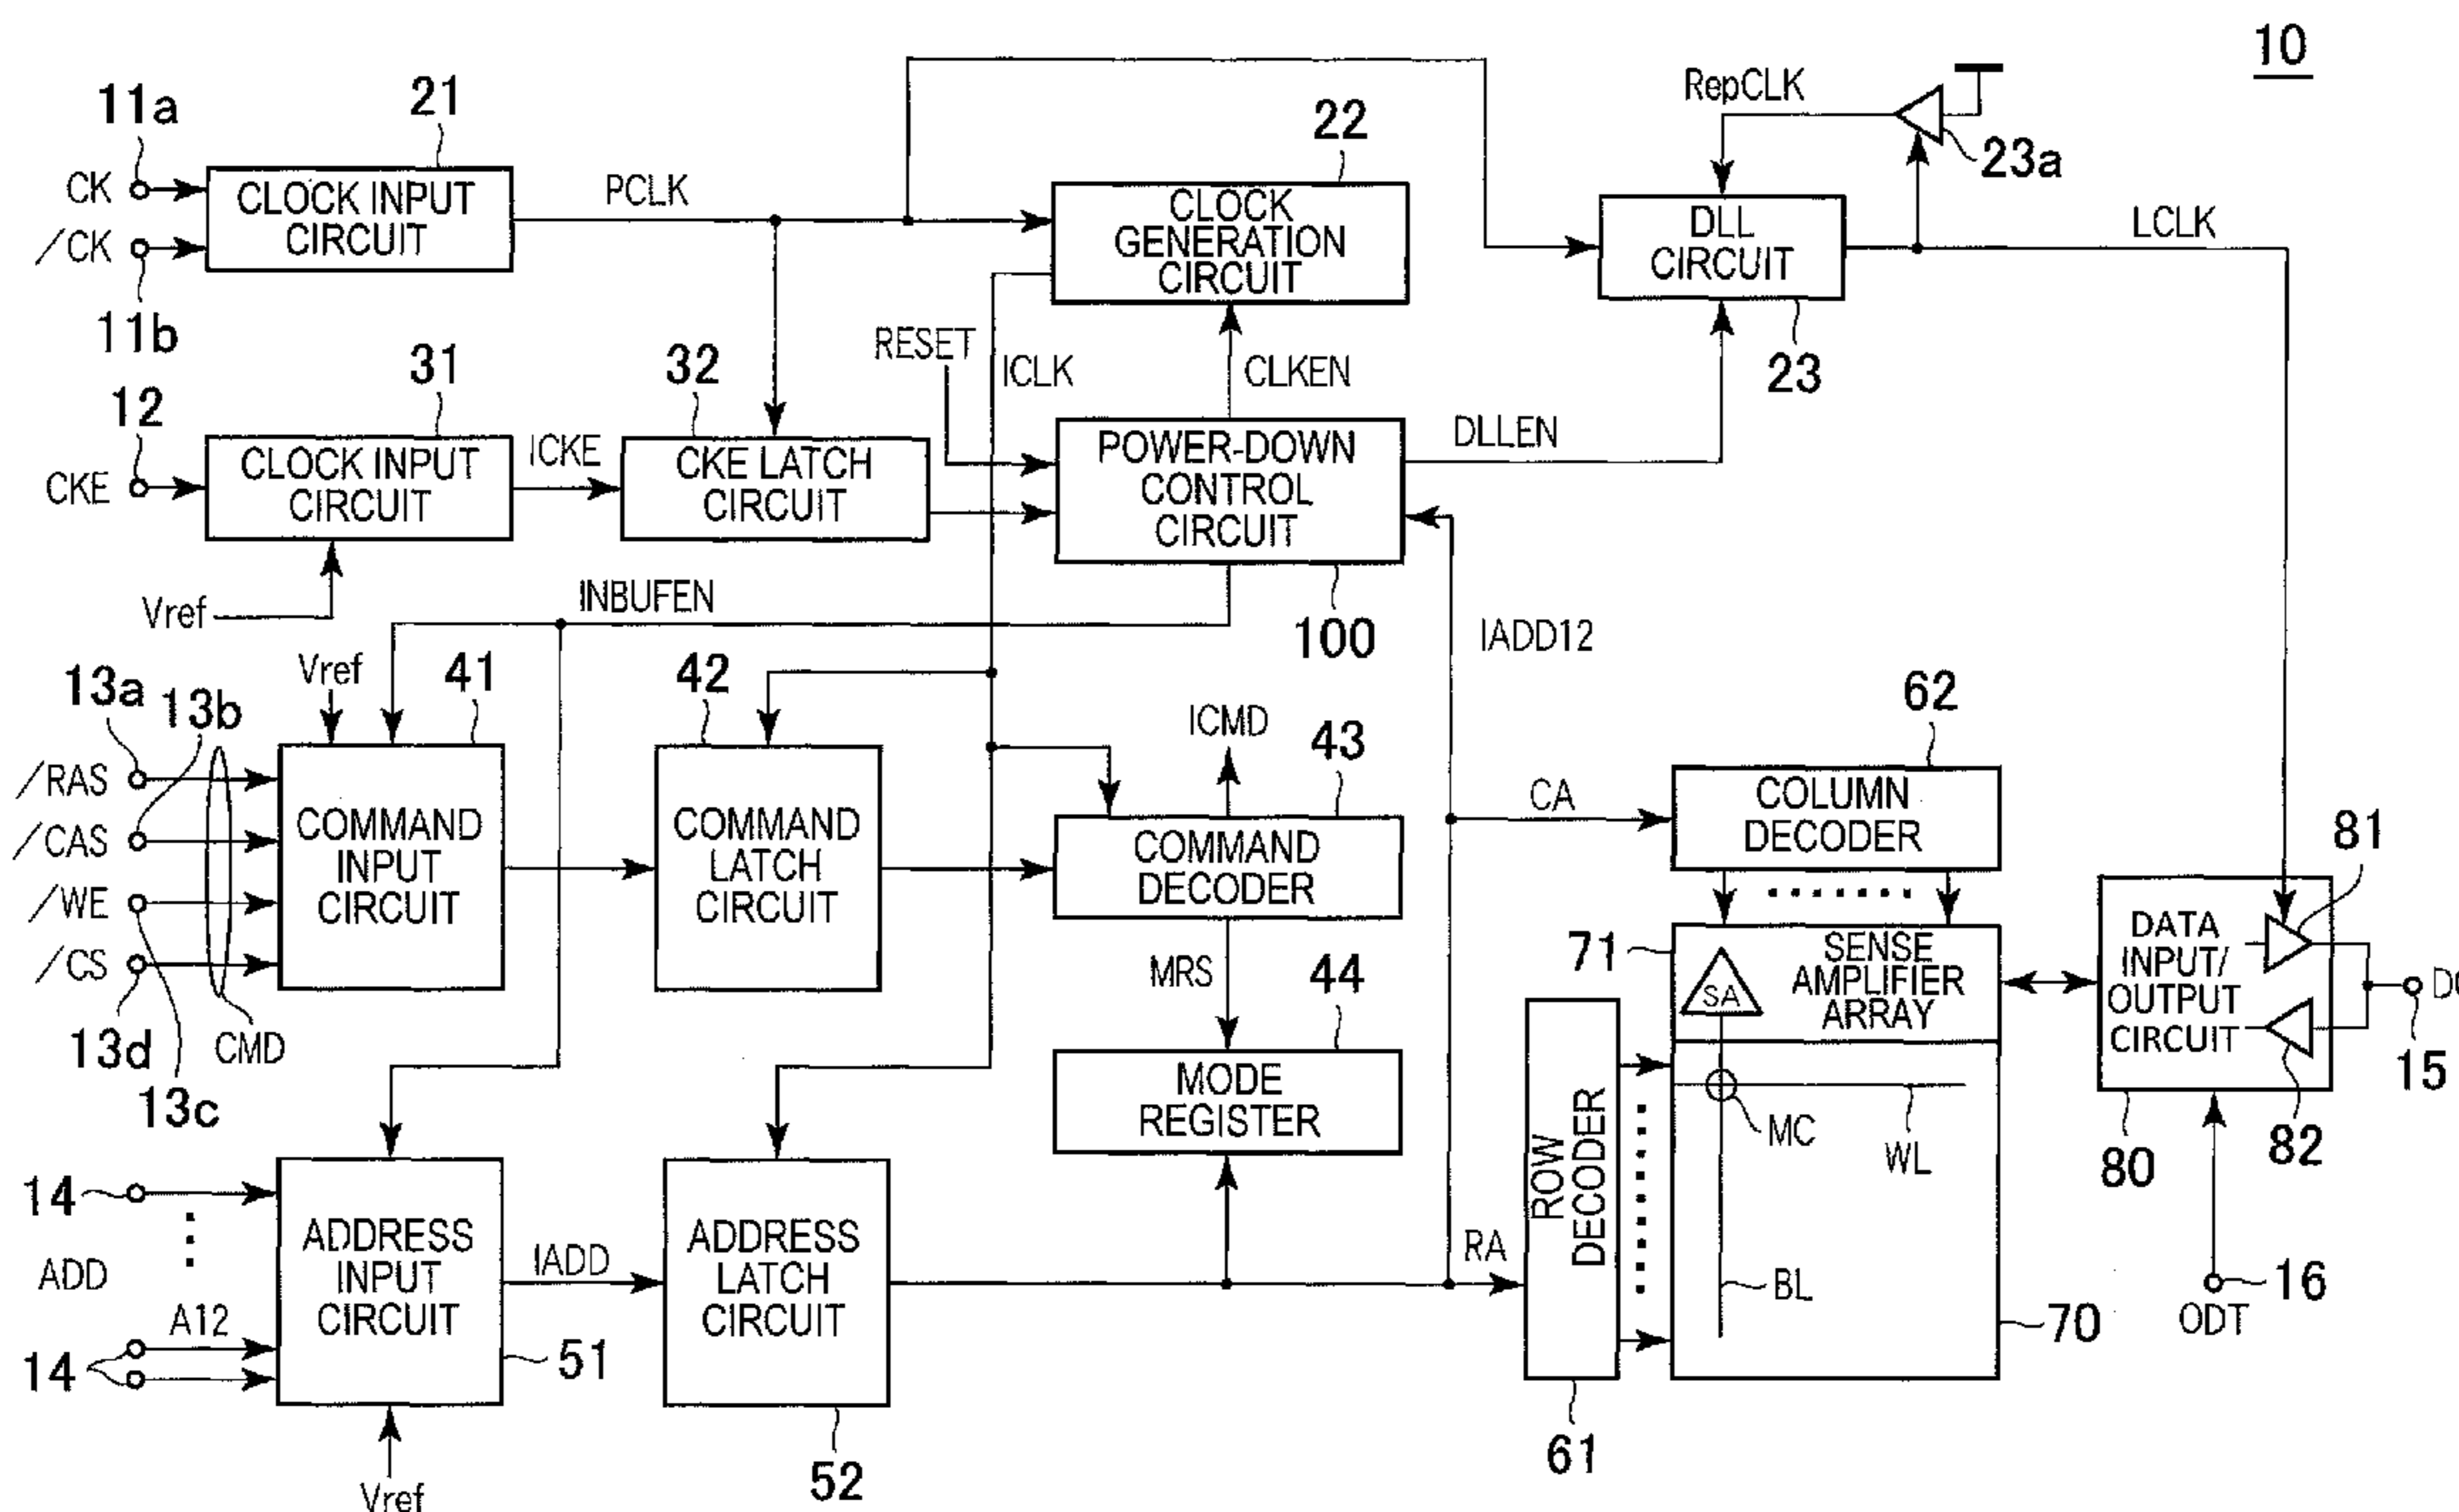 10
11a
21
22
RepCLK
23a
CK
/CK
CLOCK INPUT
CIRCUIT
PCLK
CLOCK
GENERATION
CIRCUIT
DLL
CIRCUIT
LCLK
11b
RESET
ICLK
CLKEN
23
12
31
32
CKE
CLOCK INPUT
CIRCUIT
ICKE
CKE LATCH
CIRCUIT
POWER-DOWN
CONTROL
CIRCUIT
DLLEN
Vref
INBUFEN
100
IADD12
13a
13b
Vref
41
42
43
62
ICMD
/RAS
/CAS
/WE
/CS
COMMAND
INPUT
CIRCUIT
COMMAND
LATCH
CIRCUIT
COMMAND
DECODER
CA
COLUMN
DECODER
81
13d
13c
CMD
MRS
44
71
SA
SENSE
AMPLIFIER
ARRAY
DATA
INPUT/
OUTPUT
CIRCUIT
15
MODE
REGISTER
ROW
DECODER
MC
WL
80
82
14
ADD
A12
14
ADDRESS
INPUT
CIRCUIT
IADD
ADDRESS
LATCH
CIRCUIT
RA
BL
16
ODT
51
70
Vref
52
61